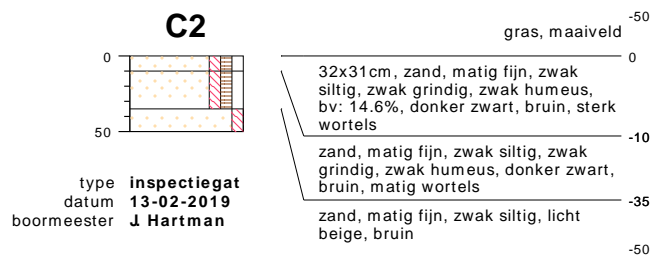 C2
0
50
type inspectiegat
datum 13-02-2019
boormeester J. Hartman
-50
gras, maaiveld
0
32x31cm, zand, matig fijn, zwak
siltig, zwak grindig, zwak humeus,
bv: 14.6%, donker zwart, bruin, sterk
wortels
-10
zand, matig fijn, zwak siltig, zwak
grindig, zwak humeus, donker zwart,
bruin, matig wortels
-35
zand, matig fijn, zwak siltig, licht
beige, bruin
-50